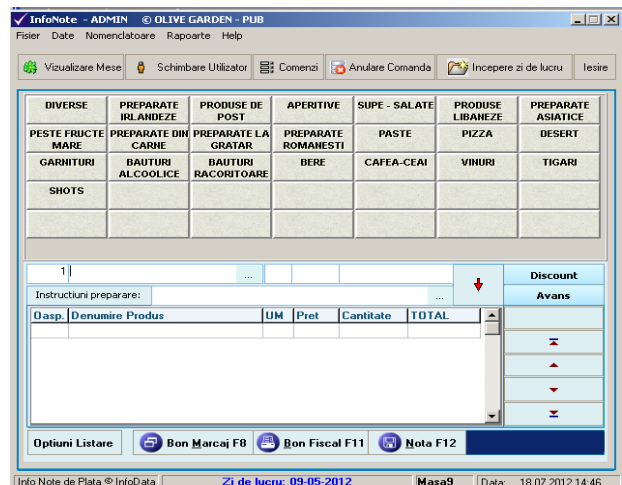 InfoNote - ADMIN © OLIVE GARDEN - PUB
Fisier Date Nomenclatoare Rapoarte Help
Vizualizare Mese Schimbare Utilizator Comenzi Anulare Comanda Incepere zi de lucru Iesire
DIVERSE PREPARATE IRLANDEZE PRODUSE DE POST APERITIVE SUPE - SALATE PRODUSE LIBANEZE PREPARATE ASIATICE
PESTE FRUCTE MARE PREPARATE DIN CARNE PREPARATE LA GRATAR PREPARATE ROMANESTI PASTE PIZZA DESERT
GARNITURI BAUTURI ALCOOLICE BAUTURI RACORITOARE BERE CAFEA-CEAI VINURI TIGARI
SHOTS
1 ... Discount
Instructiuni preparare: ... Avans
Oasp. Denumire Produs UM Pret Cantitate TOTAL
Optiuni Listare Bon Marcaj F8 Bon Fiscal F11 Nota F12
Info Note de Plata © InfoData Zi de lucru: 09-05-2012 Masa9 Data: 18.07.2012 14:46